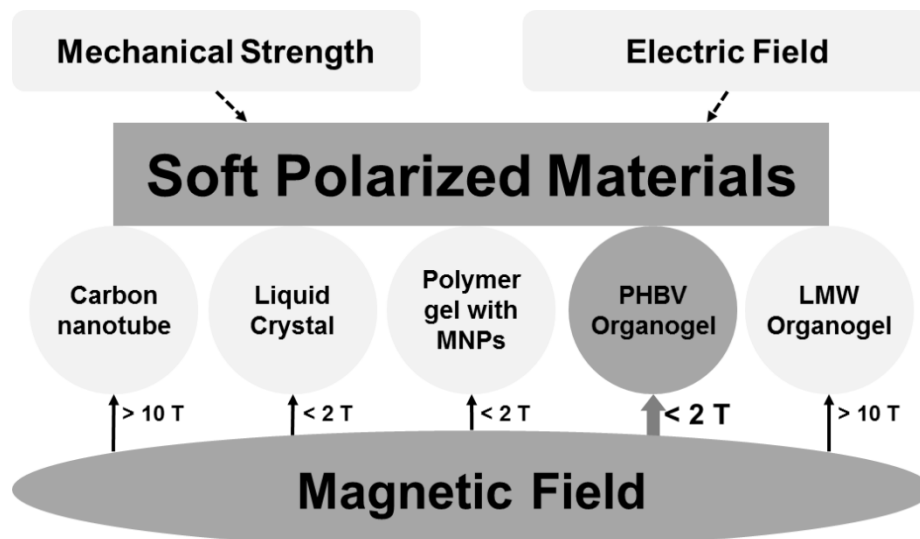 Mechanical Strength
Electric Field
Soft Polarized Materials
Carbon
nanotube
Liquid
Crystal
Polymer
gel with
MNPs
PHBV
Organogel
LMW
Organogel
> 10 T
< 2 T
< 2 T
< 2 T
> 10 T
Magnetic Field